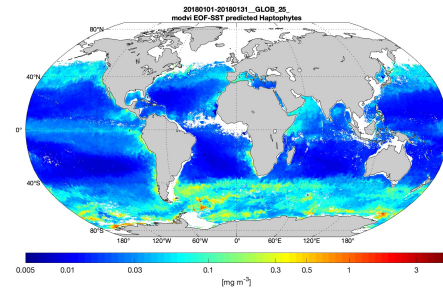 20180101-20180131__GLOB_25_
modvi EOF-SST predicted Haptophytes
80°N
40°N
0°
40°S
80°S
180° 120°W 60°W 0° 60°E 120°E 180°
0.005 0.01 0.03 0.1 0.3 0.5 1 3
[mg m⁻³]